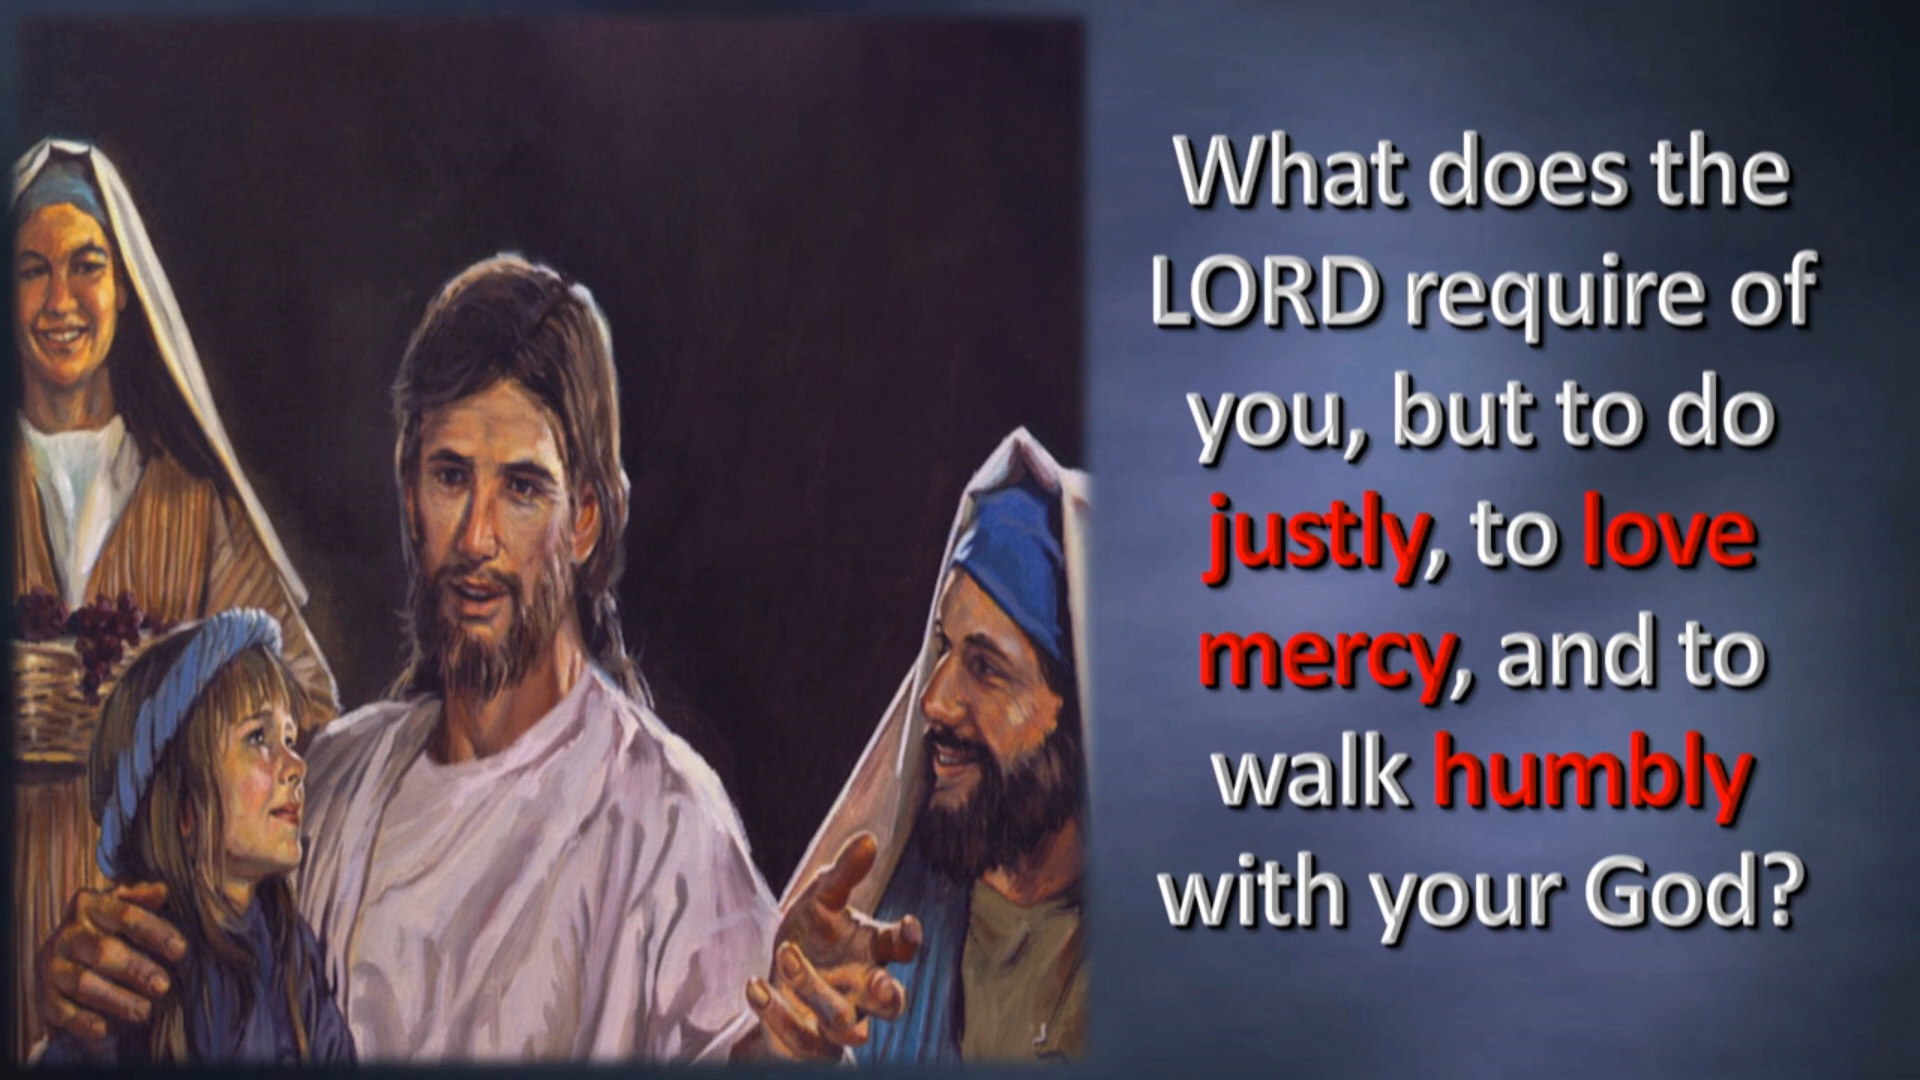 What does the
LORD require of
you, but to do
justly, to love
mercy, and to
walk humbly
with your God?